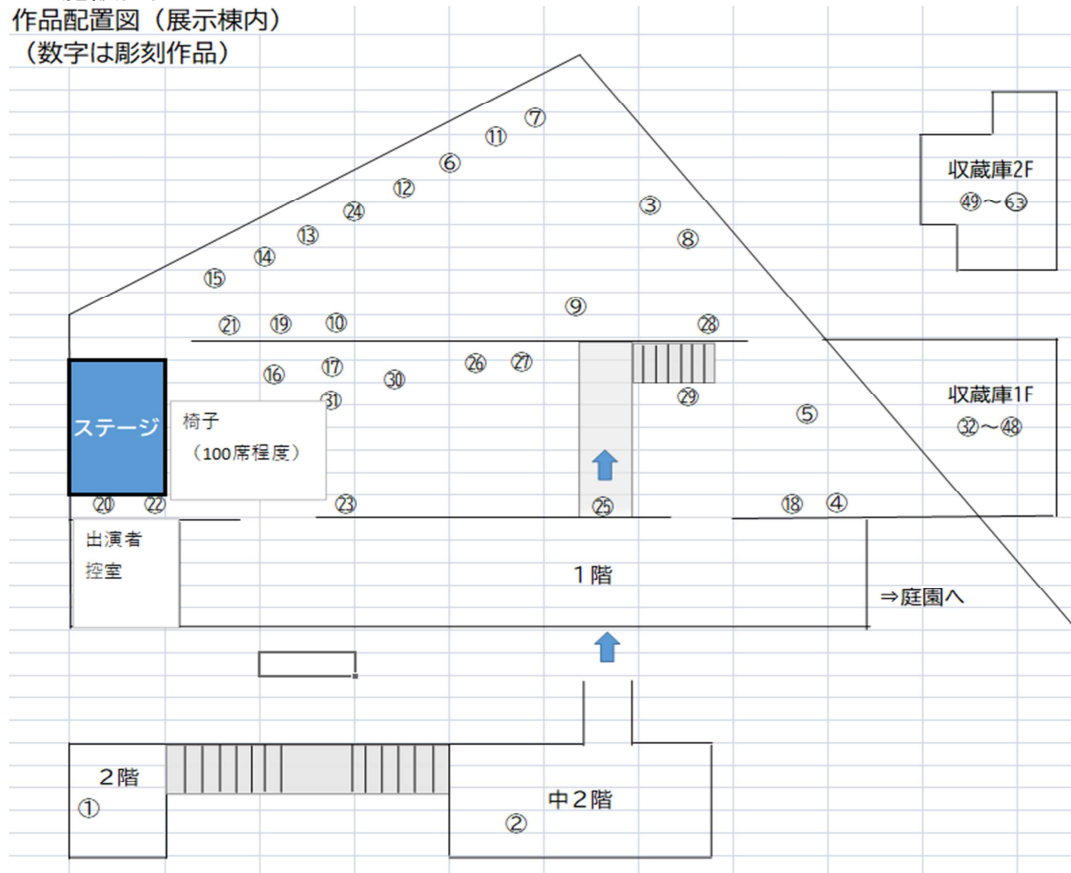 作品配置図（展示棟内）
（数字は彫刻作品）
⑦
⑪
⑥
⑫
㉔
⑬
⑭
⑮
③
⑧
収蔵庫2F
㊾～63
⑨
㉑ ⑲ ⑩
㉘
⑯ ⑰ ㉚ ㉖ ㉗
㉛
㉙
ステージ
椅子
（100席程度）
⑤
収蔵庫1F
㉜～㊽
⑳ ㉒ ㉓ ㉕ ⑱ ④
出演者
控室
１階
⇒庭園へ
２階
①
中２階
②